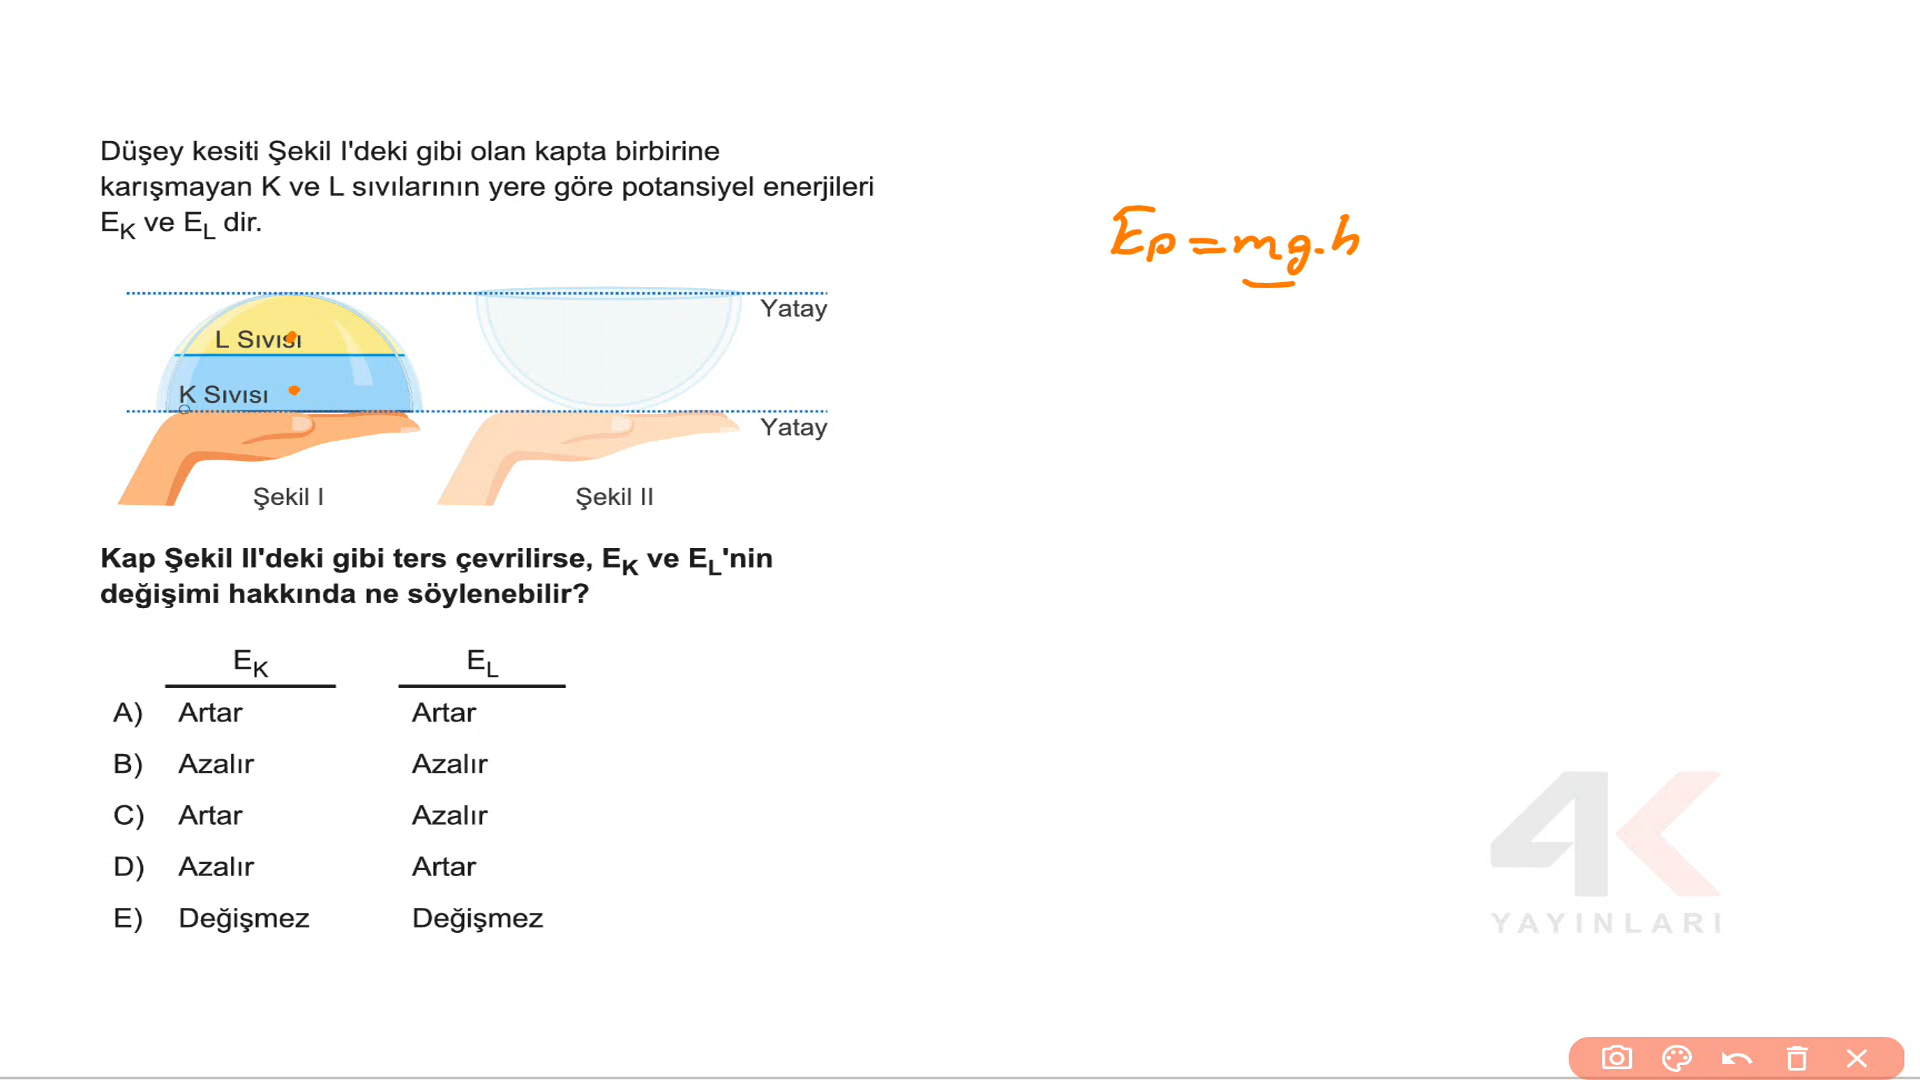 Düşey kesiti Şekil I'deki gibi olan kapta birbirine
karışmayan K ve L sıvılarının yere göre potansiyel enerjileri
EK ve EL dir.
Ep = mg.h
Yatay
L Sıvısı
K Sıvısı
Yatay
Şekil I
Şekil II
Kap Şekil II'deki gibi ters çevrilirse, EK ve EL'nin
değişimi hakkında ne söylenebilir?
EK EL
A) Artar Artar
B) Azalır Azalır
C) Artar Azalır
D) Azalır Artar
E) Değişmez Değişmez
4K
YAYINLARI